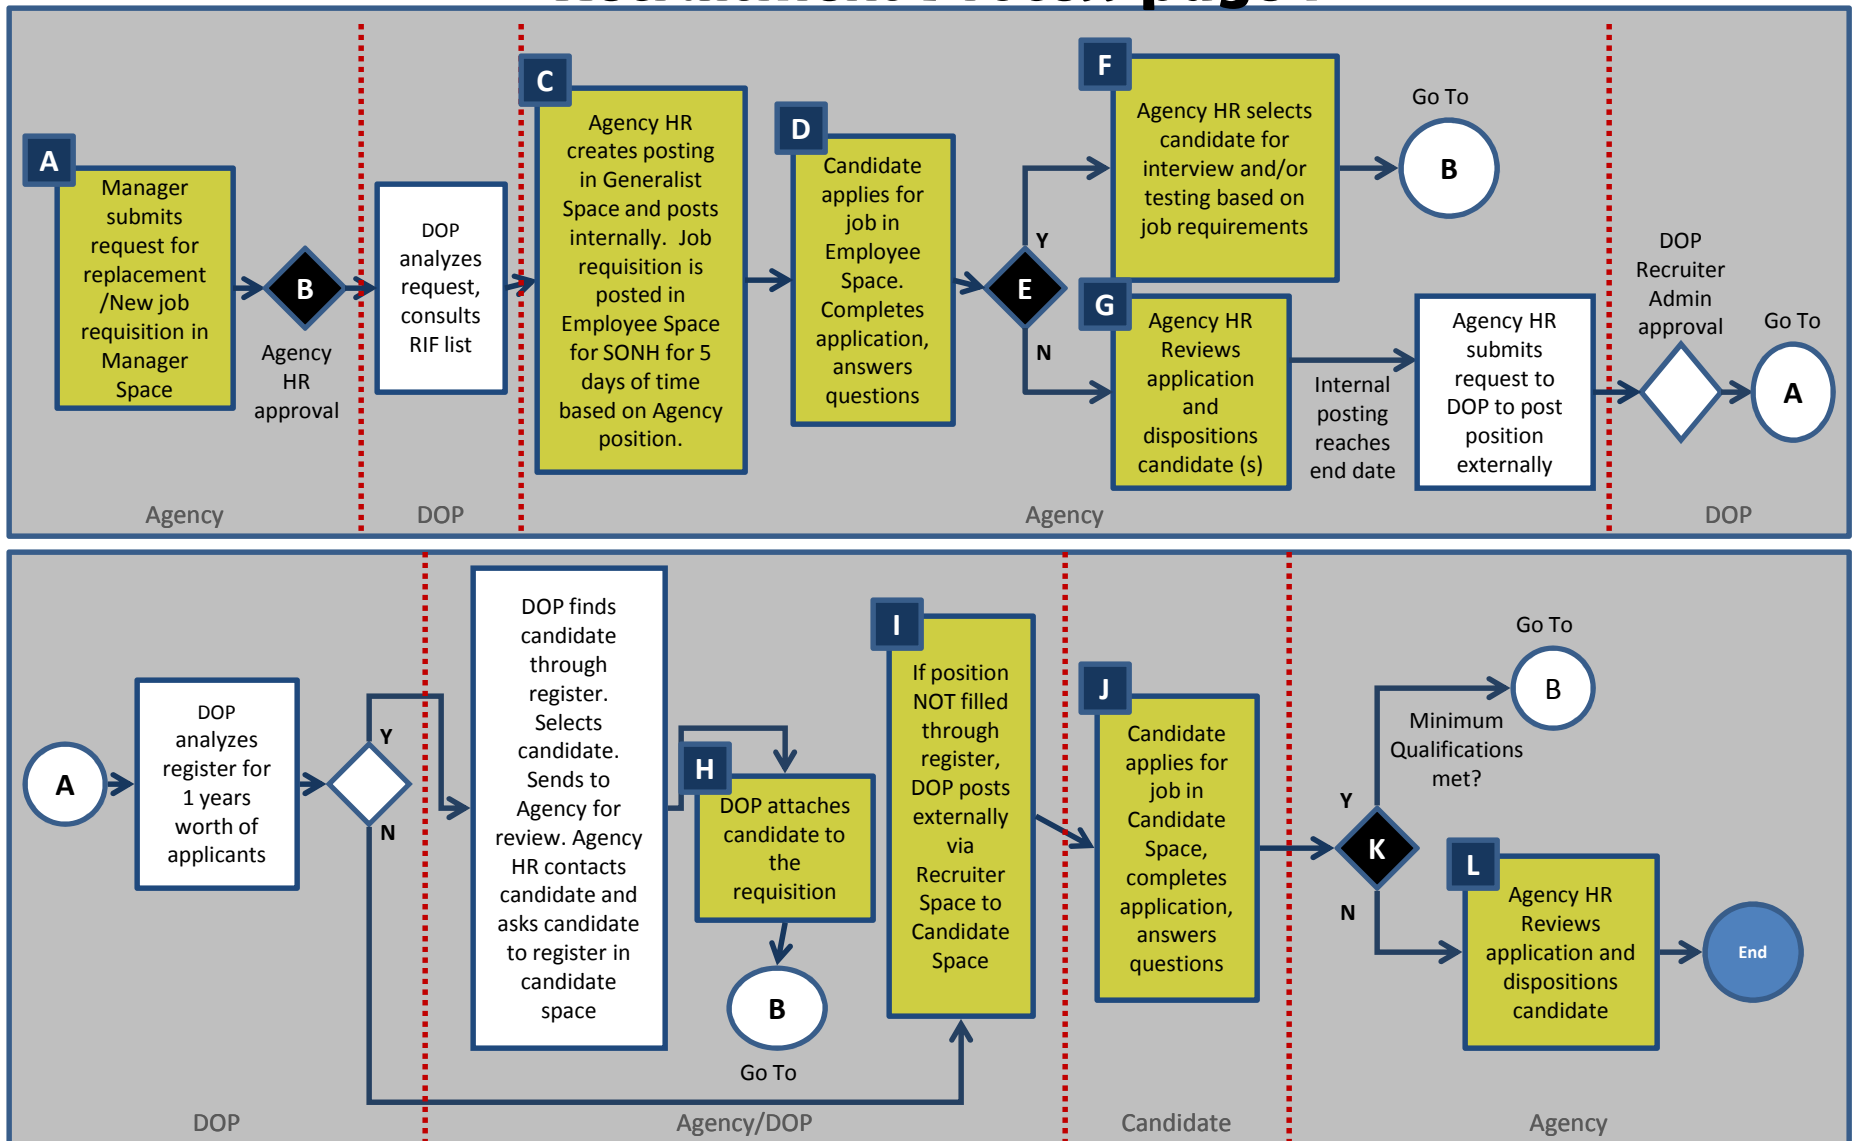 Recruitment Process page 1
A
Manager
submits
request for
replacement
/New job
requisition in
Manager
Space
B
Agency
HR
approval
Agency
DOP
analyzes
request,
consults
RIF list
DOP
C
Agency HR
creates posting
in Generalist
Space and posts
internally.  Job
requisition is
posted in
Employee Space
for SONH for 5
days of time
based on Agency
position.
D
Candidate
applies for
job in
Employee
Space.
Completes
application,
answers
questions
E
Y
N
F
Agency HR selects
candidate for
interview and/or
testing based on
job requirements
Go To
B
G
Agency HR
Reviews
application
and
dispositions
candidate (s)
Internal
posting
reaches
end date
Agency HR
submits
request to
DOP to post
position
externally
Agency
DOP
Recruiter
Admin
approval
Go To
A
DOP
A
DOP
analyzes
register for
1 years
worth of
applicants
Y
N
DOP
DOP finds
candidate
through
register.
Selects
candidate.
Sends to
Agency for
review. Agency
HR contacts
candidate and
asks candidate
to register in
candidate
space
H
DOP attaches
candidate to
the
requisition
B
Go To
I
If position
NOT filled
through
register,
DOP posts
externally
via
Recruiter
Space to
Candidate
Space
Agency/DOP
J
Candidate
applies for
job in
Candidate
Space,
completes
application,
answers
questions
Candidate
K
Y
N
Minimum
Qualifications
met?
Go To
B
L
Agency HR
Reviews
application and
dispositions
candidate
End
Agency